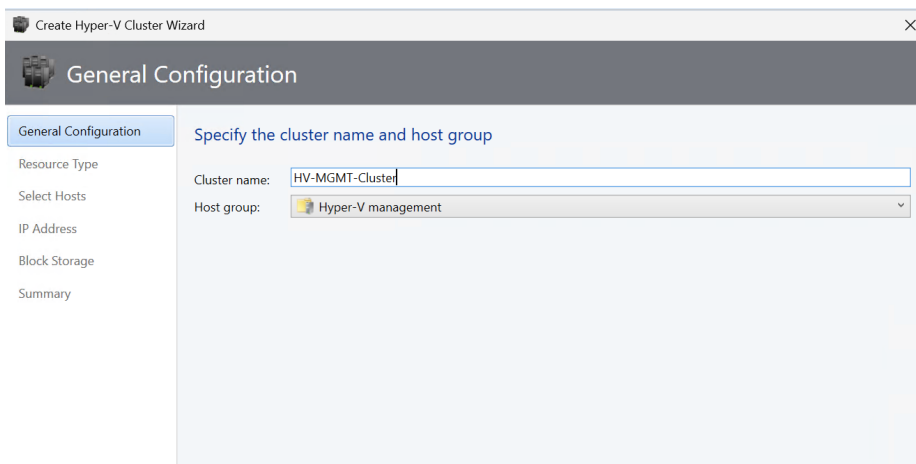 Create Hyper-V Cluster Wizard
General Configuration
General Configuration
Resource Type
Select Hosts
IP Address
Block Storage
Summary
Specify the cluster name and host group
Cluster name: HV-MGMT-Cluster
Host group: Hyper-V management